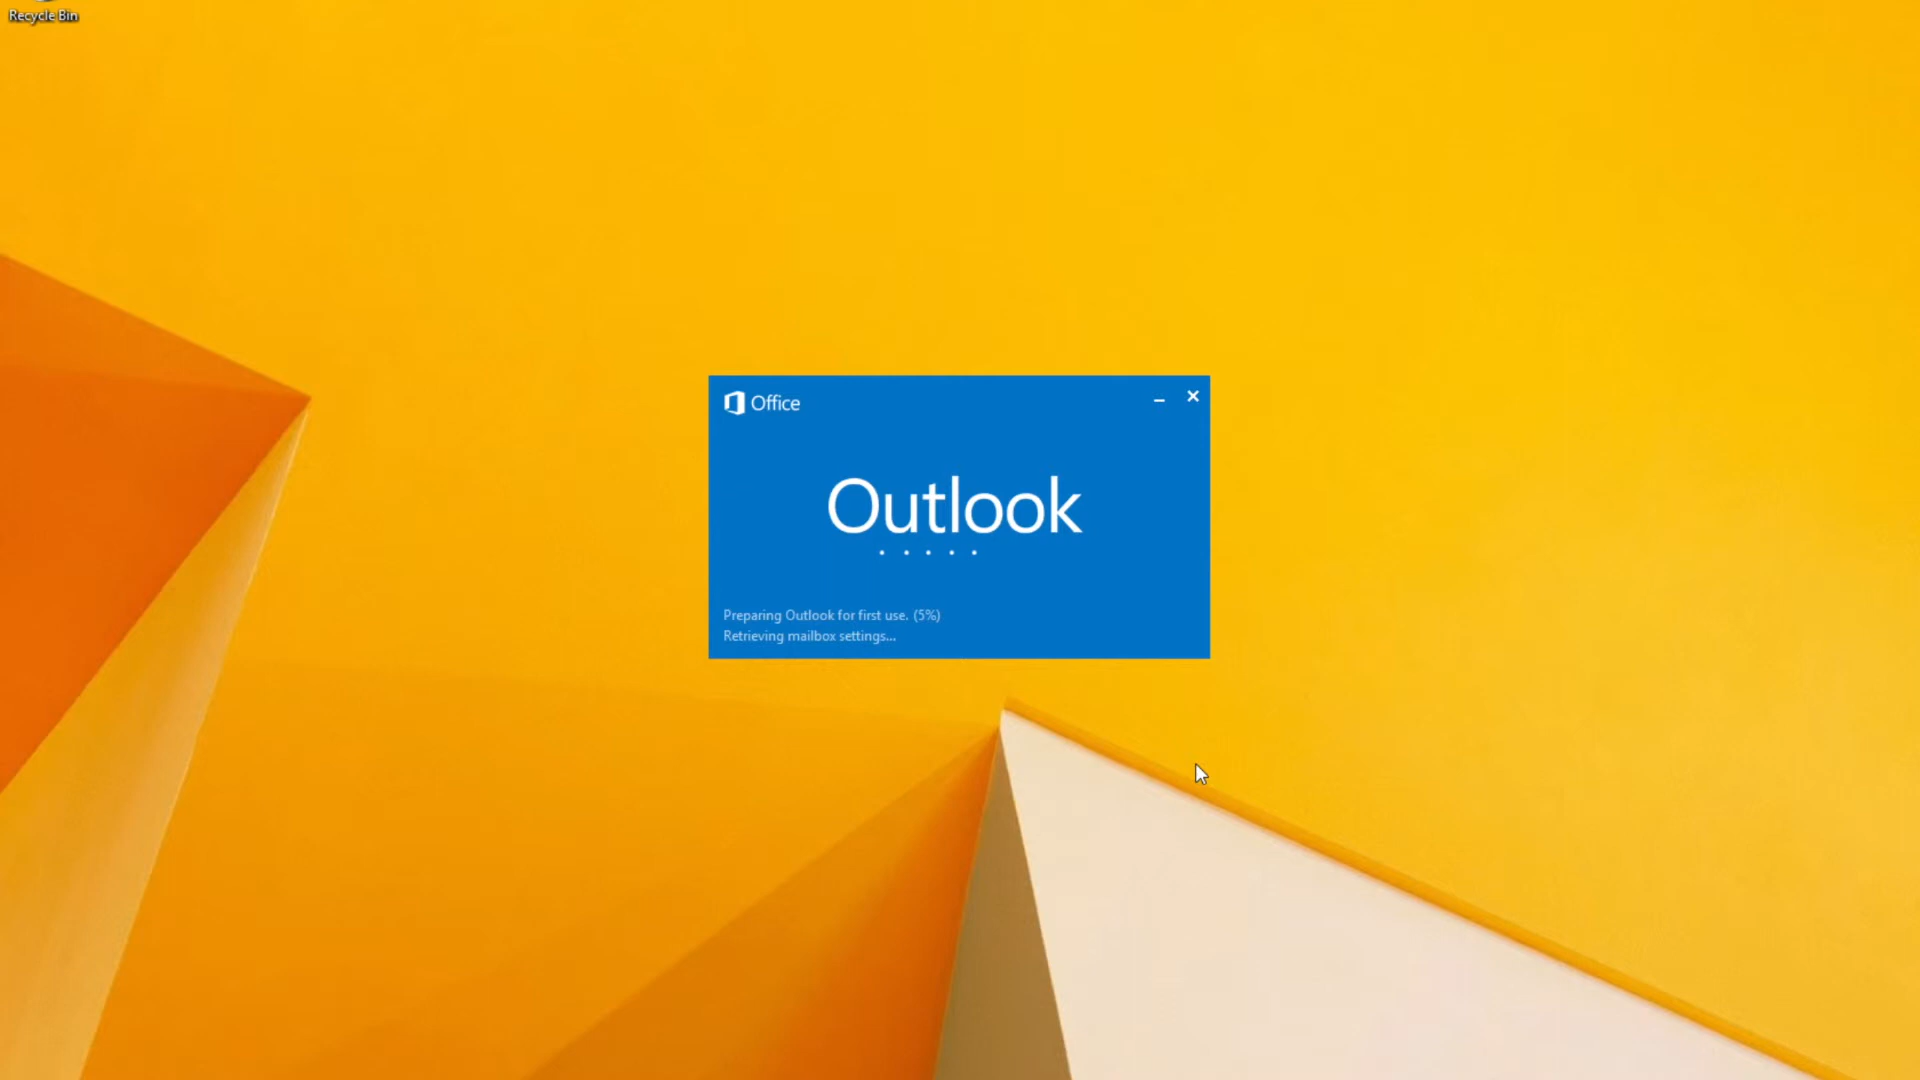 Recycle Bin
Office
Outlook
Preparing Outlook for first use. (5%)
Retrieving mailbox settings...